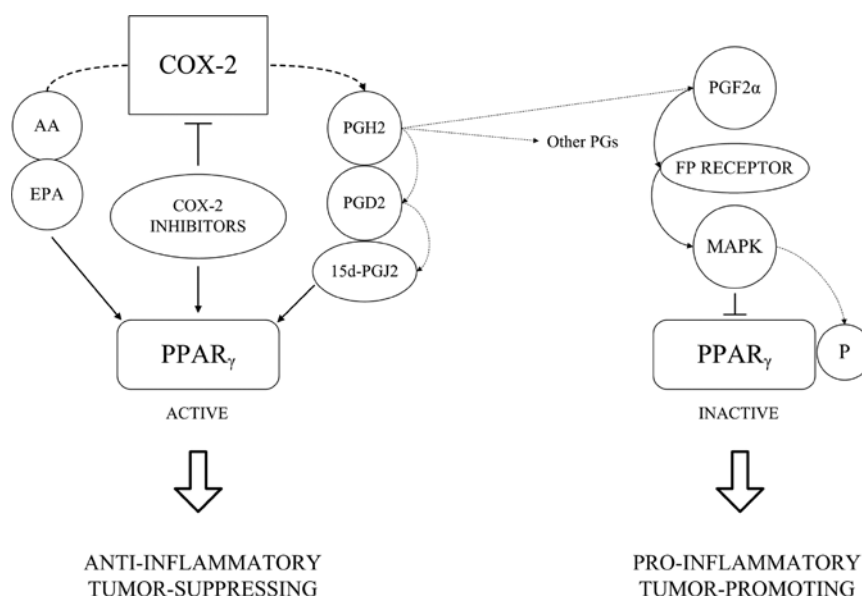 COX-2
AA
EPA
COX-2
INHIBITORS
PGH2
PGD2
15d-PGJ2
Other PGs
PGF2α
FP RECEPTOR
MAPK
PPARγ
ACTIVE
PPARγ
P
INACTIVE
ANTI-INFLAMMATORY
TUMOR-SUPPRESSING
PRO-INFLAMMATORY
TUMOR-PROMOTING